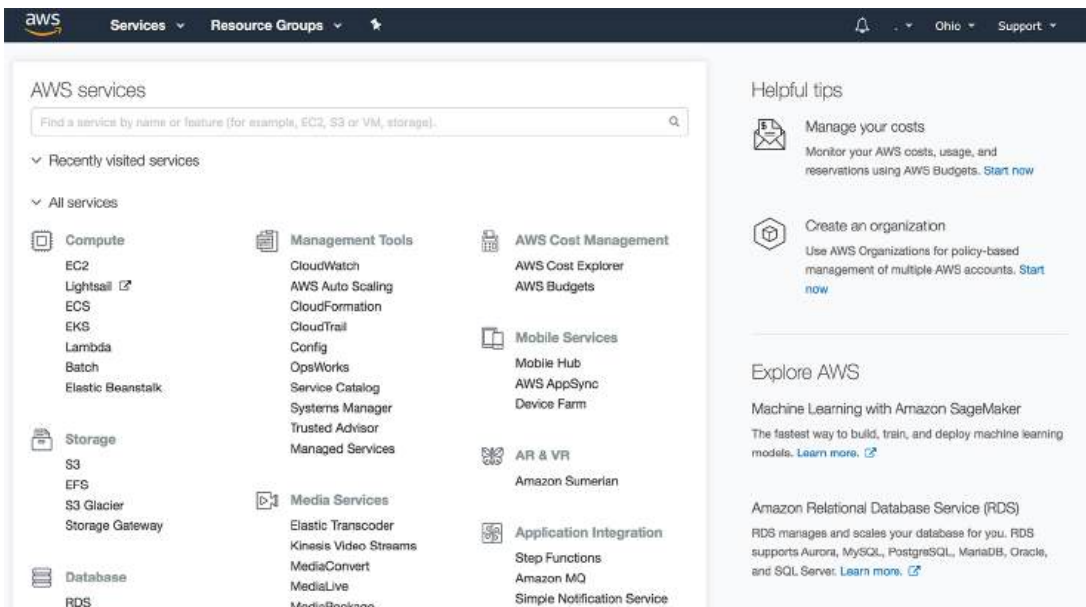 aws
Services
Resource Groups
.
Ohio
Support
AWS services
Find a service by name or feature (for example, EC2, S3 or VM, storage).
Recently visited services
All services
Compute
EC2
Lightsail
ECS
EKS
Lambda
Batch
Elastic Beanstalk
Storage
S3
EFS
S3 Glacier
Storage Gateway
Database
RDS
Management Tools
CloudWatch
AWS Auto Scaling
CloudFormation
CloudTrail
Config
OpsWorks
Service Catalog
Systems Manager
Trusted Advisor
Managed Services
Media Services
Elastic Transcoder
Kinesis Video Streams
MediaConvert
MediaLive
MediaPackage
AWS Cost Management
AWS Cost Explorer
AWS Budgets
Mobile Services
Mobile Hub
AWS AppSync
Device Farm
AR & VR
Amazon Sumerian
Application Integration
Step Functions
Amazon MQ
Simple Notification Service
Helpful tips
Manage your costs
Monitor your AWS costs, usage, and
reservations using AWS Budgets. Start now
Create an organization
Use AWS Organizations for policy-based
management of multiple AWS accounts. Start
now
Explore AWS
Machine Learning with Amazon SageMaker
The fastest way to build, train, and deploy machine learning
models. Learn more.
Amazon Relational Database Service (RDS)
RDS manages and scales your database for you. RDS
supports Aurora, MySQL, PostgreSQL, MariaDB, Oracle,
and SQL Server. Learn more.